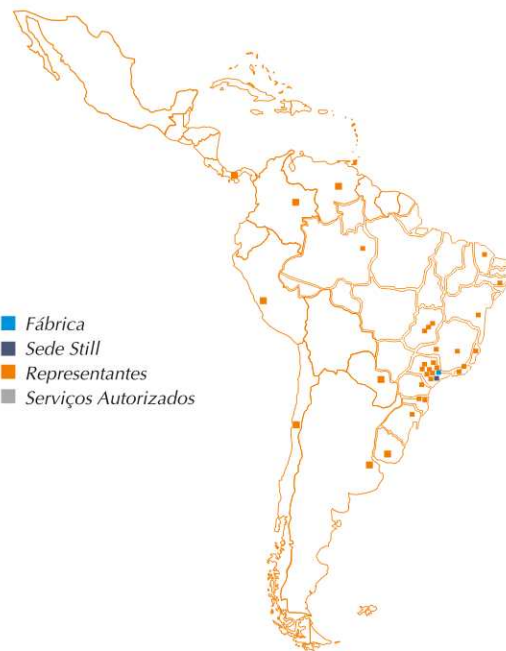 Fábrica
Sede Still
Representantes
Serviços Autorizados